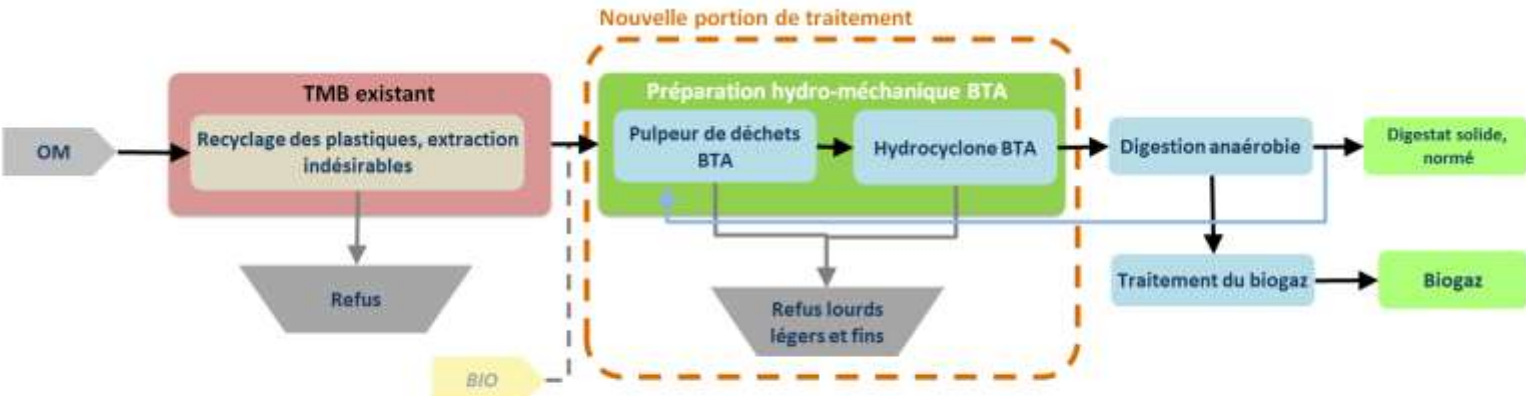 Nouvelle portion de traitement
TMB existant
Préparation hydro-méchanique BTA
OM
Recyclage des plastiques, extraction
indésirables
Pulpeur de déchets
BTA
Hydrocyclone BTA
Digestion anaérobie
Digestat solide,
normé
Refus
Refus lourds
légers et fins
Traitement du biogaz
Biogaz
BIO